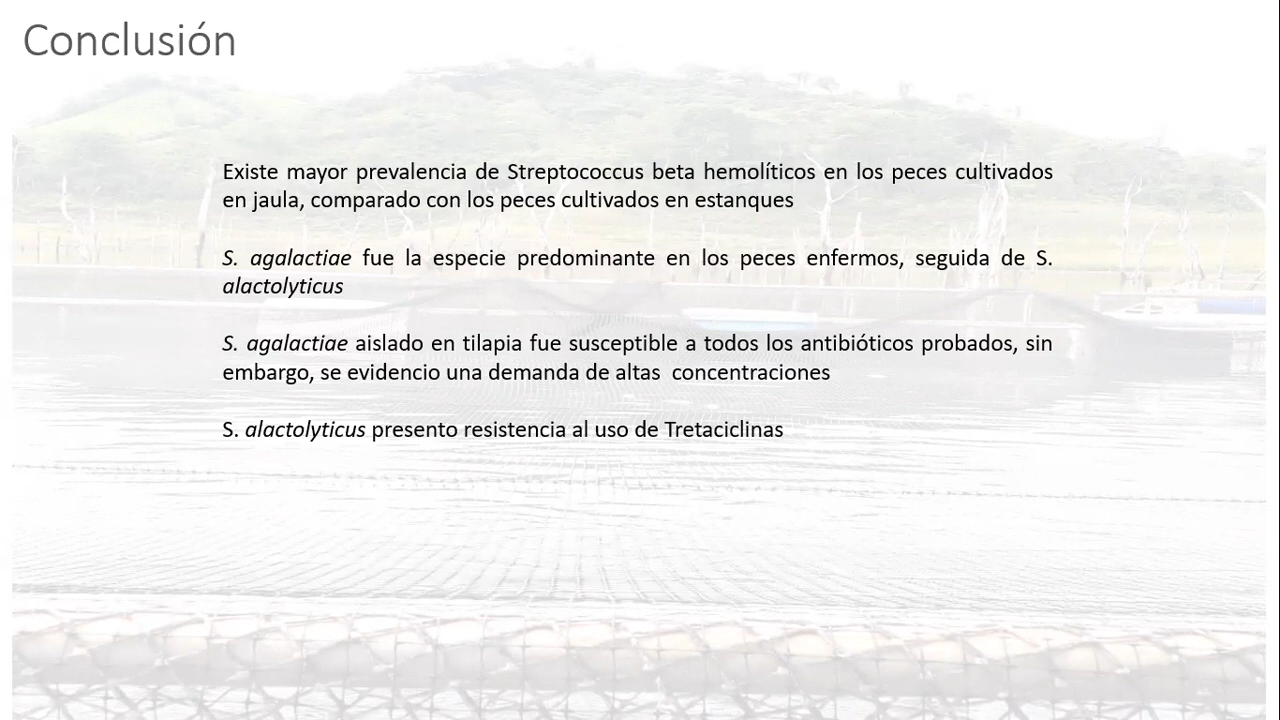 Conclusión
Existe mayor prevalencia de Streptococcus beta hemolíticos en los peces cultivados
en jaula, comparado con los peces cultivados en estanques
S. agalactiae fue la especie predominante en los peces enfermos, seguida de S.
alactolyticus
S. agalactiae aislado en tilapia fue susceptible a todos los antibióticos probados, sin
embargo, se evidencio una demanda de altas  concentraciones
S. alactolyticus presento resistencia al uso de Tretaciclinas